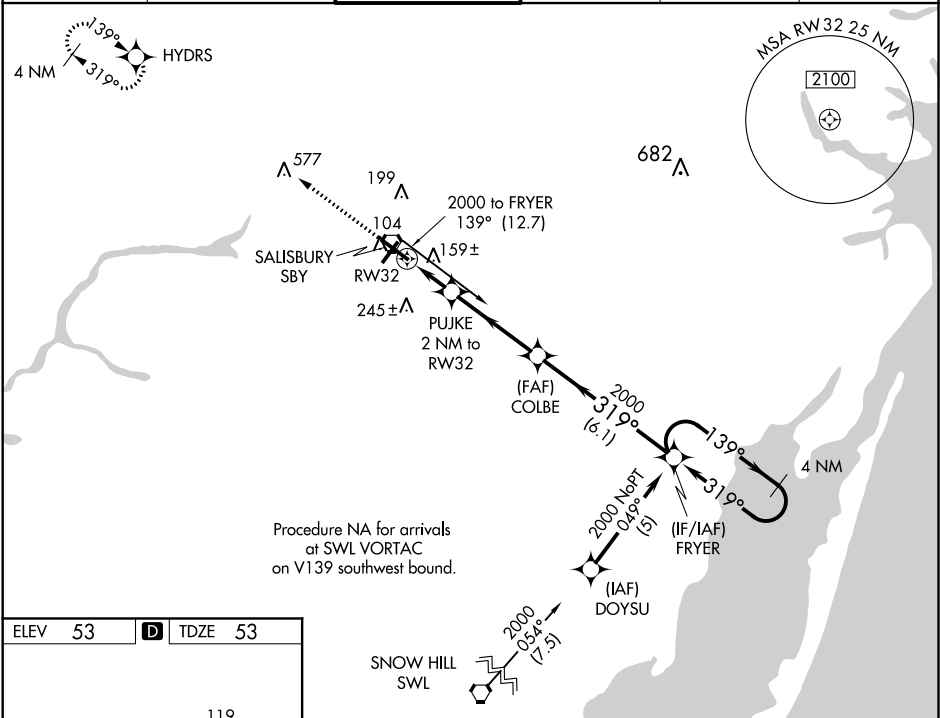 139°
HYDRS
4 NM
319°
MSA RW32 25 NM
2100
577
199
682
2000 to FRYER
139° (12.7)
104
159±
SALISBURY
SBY
RW32
245±
PUJKE
2 NM to
RW32
(FAF)
COLBE
2000
319°
(6.1)
139°
4 NM
319°
2000 NoPT
049°
(5)
(IF/IAF)
FRYER
Procedure NA for arrivals
at SWL VORTAC
on V139 southwest bound.
(IAF)
DOYSU
2000
054°
(7.5)
SNOW HILL
SWL
ELEV 53 D TDZE 53
119